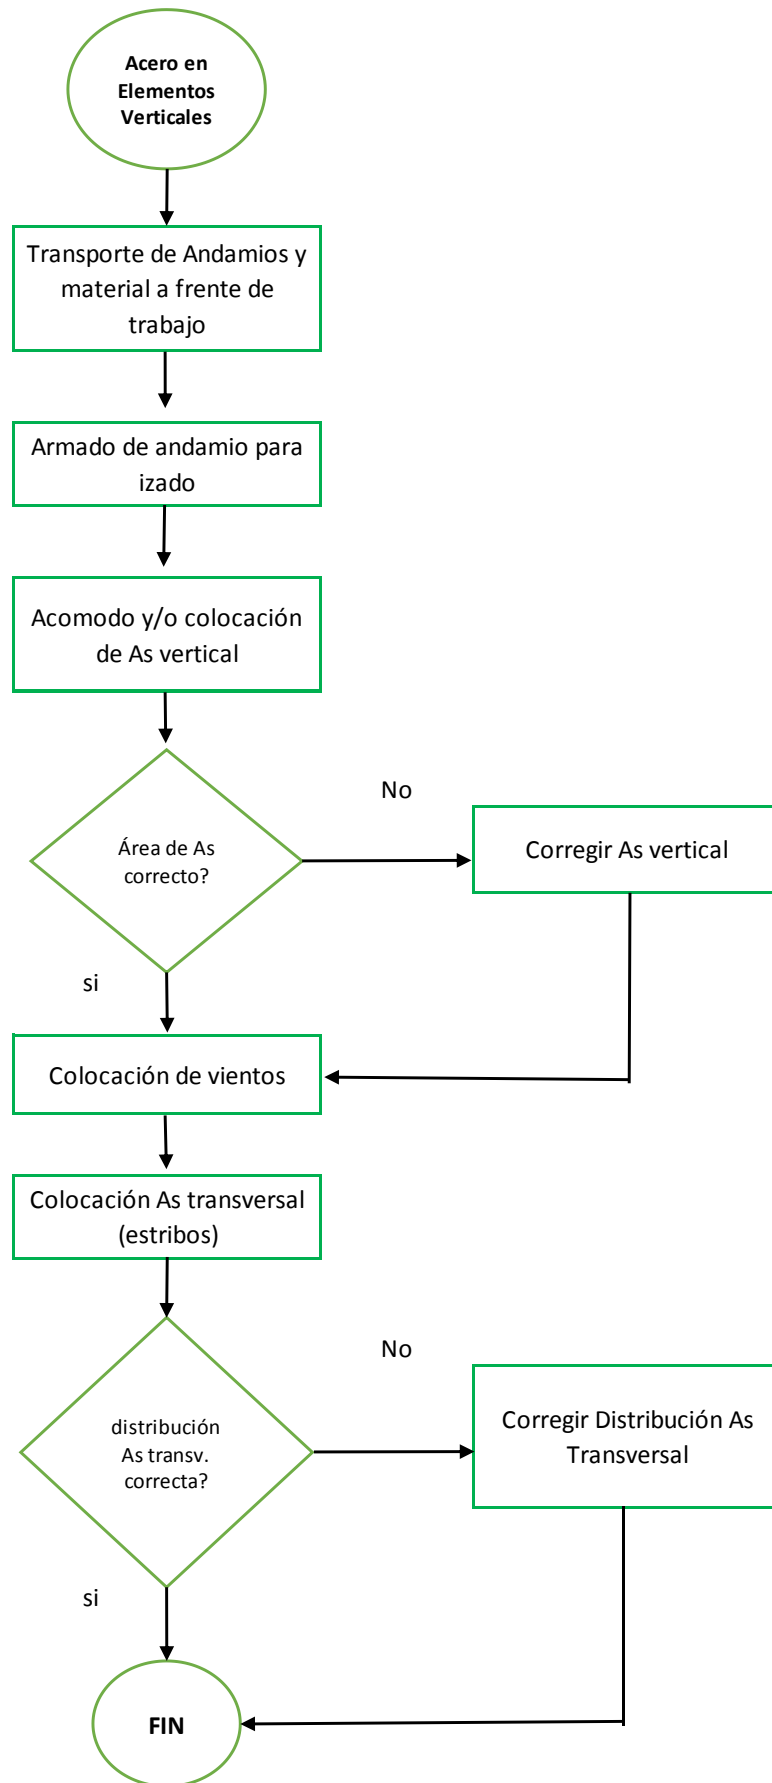 Acero en
Elementos
Verticales
Transporte de Andamios y
material a frente de
trabajo
Armado de andamio para
izado
Acomodo y/o colocación
de As vertical
Área de As
correcto?
No
Corregir As vertical
si
Colocación de vientos
Colocación As transversal
(estribos)
distribución
As transv.
correcta?
No
Corregir Distribución As
Transversal
si
FIN